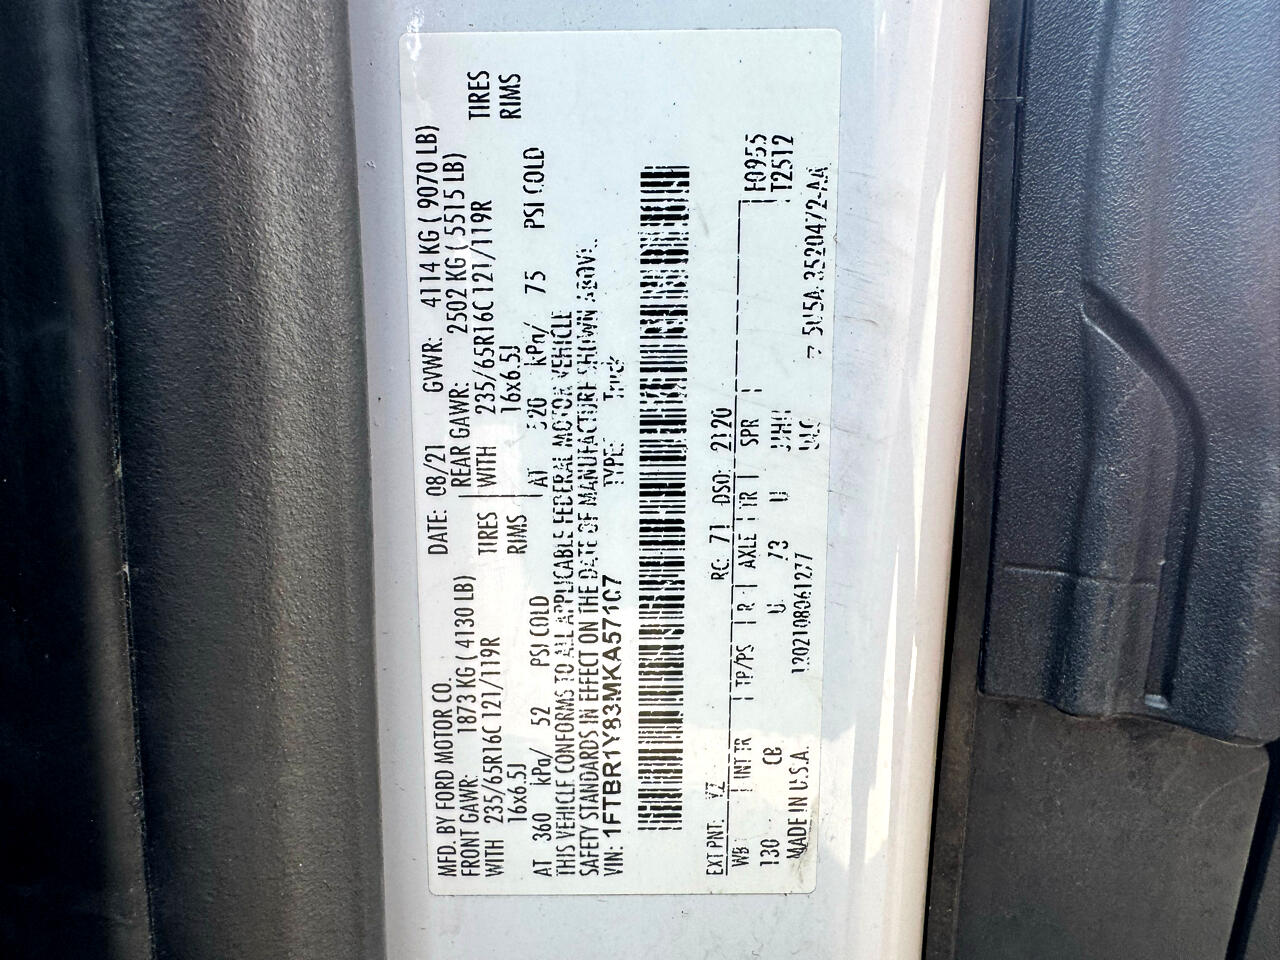 MFD. BY FORD MOTOR CO.
DATE: 08/21 GVWR: 4114 KG ( 9070 LB)
FRONT GAWR: 1873 KG ( 4130 LB)
REAR GAWR: 2502 KG ( 5515 LB)
WITH 235/65R16C 121/119R TIRES
WITH 235/65R16C 121/119R TIRES
16x6.5J RIMS
16x6.5J RIMS
AT 360 kPa/ 52 PSI COLD
AT 520 kPa/ 75 PSI COLD
THIS VEHICLE CONFORMS TO ALL APPLICABLE FEDERAL MOTOR VEHICLE
SAFETY STANDARDS IN EFFECT ON THE DATE OF MANUFACTURE SHOWN ABOVE.
VIN: 1FTBR1Y83MKA57107
TYPE: Truck
EXT PNT: YZ RC: 71 DSO: 2120
WB INT TR TP/PS R AXLE TR SPR
F0955
T2512
130 CB U 73 U
MADE IN U.S.A.
1202108061277
3520472-AA